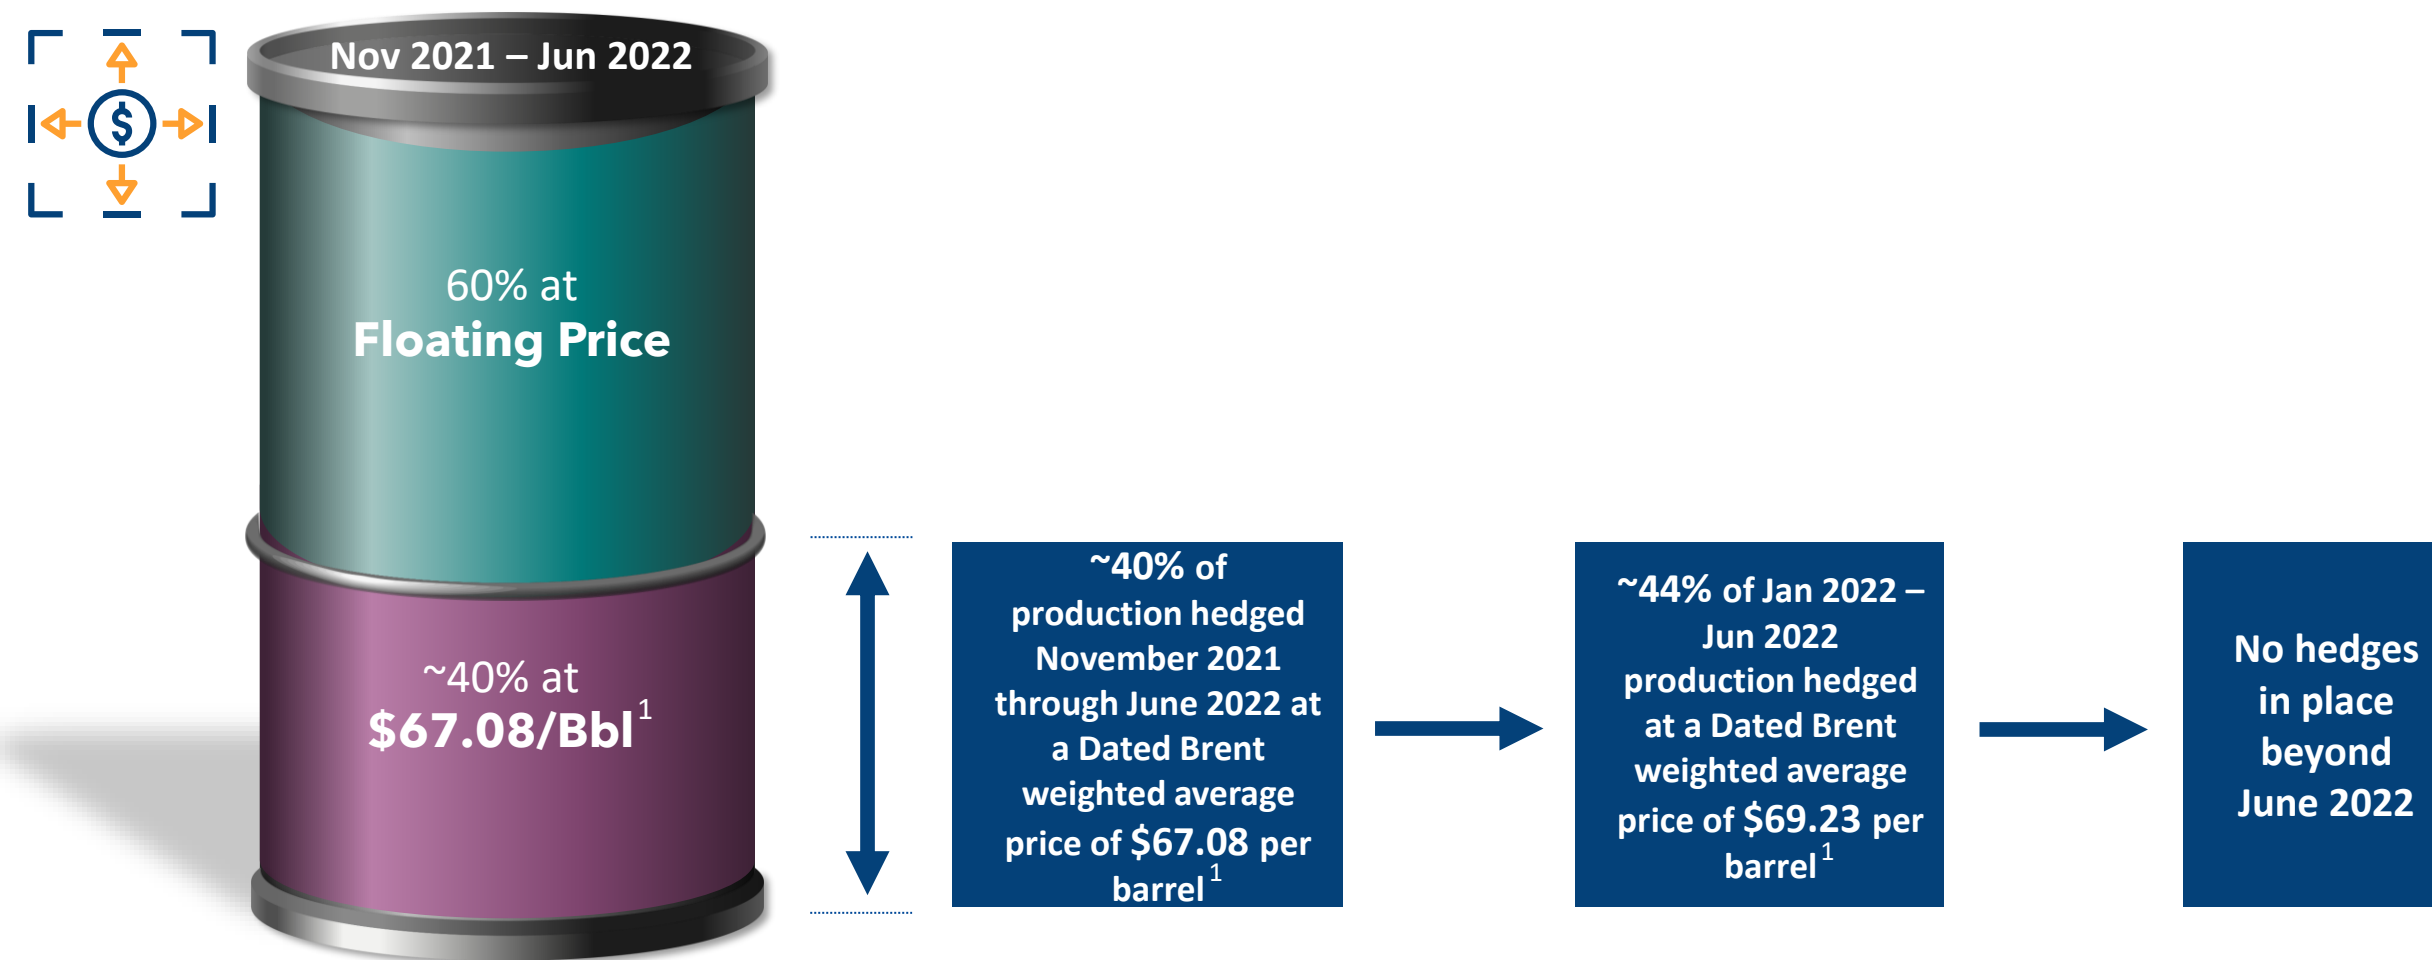 $
Nov 2021 – Jun 2022
60% at
Floating Price
~40% at
$67.08/Bbl1
~40% of
production hedged
November 2021
through June 2022 at
a Dated Brent
weighted average
price of $67.08 per
barrel1
~44% of Jan 2022 –
Jun 2022
production hedged
at a Dated Brent
weighted average
price of $69.23 per
barrel1
No hedges
in place
beyond
June 2022